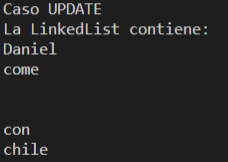 Caso UPDATE
La LinkedList contiene:
Daniel
come
con
chile